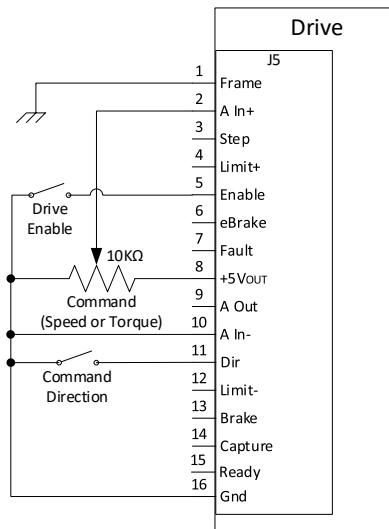 Drive
J5
1 Frame
2 A In+
3 Step
4 Limit+
5 Enable
Drive
Enable
6 eBrake
7 Fault
10KΩ
8 +5VOUT
Command
(Speed or Torque)
9 A Out
10 A In-
11 Dir
Command
Direction
12 Limit-
13 Brake
14 Capture
15 Ready
16 Gnd